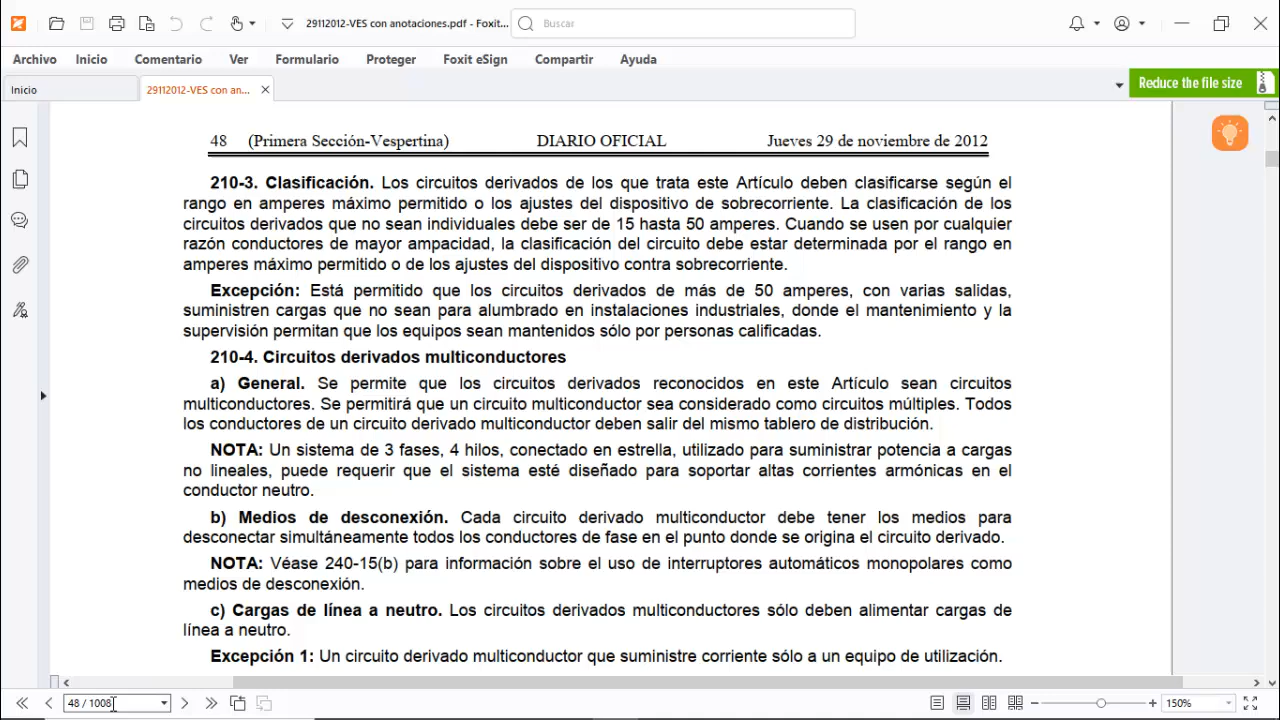 29112012-VES con anotaciones.pdf - Foxit...
Buscar
Archivo Inicio Comentario Ver Formulario Proteger Foxit eSign Compartir Ayuda
Inicio
29112012-VES con an...
Reduce the file size
48 (Primera Sección-Vespertina) DIARIO OFICIAL Jueves 29 de noviembre de 2012
210-3. Clasificación. Los circuitos derivados de los que trata este Artículo deben clasificarse según el
rango en amperes máximo permitido o los ajustes del dispositivo de sobrecorriente. La clasificación de los
circuitos derivados que no sean individuales debe ser de 15 hasta 50 amperes. Cuando se usen por cualquier
razón conductores de mayor ampacidad, la clasificación del circuito debe estar determinada por el rango en
amperes máximo permitido o de los ajustes del dispositivo contra sobrecorriente.
Excepción: Está permitido que los circuitos derivados de más de 50 amperes, con varias salidas,
suministren cargas que no sean para alumbrado en instalaciones industriales, donde el mantenimiento y la
supervisión permitan que los equipos sean mantenidos sólo por personas calificadas.
210-4. Circuitos derivados multiconductores
a) General. Se permite que los circuitos derivados reconocidos en este Artículo sean circuitos
multiconductores. Se permitirá que un circuito multiconductor sea considerado como circuitos múltiples. Todos
los conductores de un circuito derivado multiconductor deben salir del mismo tablero de distribución.
NOTA: Un sistema de 3 fases, 4 hilos, conectado en estrella, utilizado para suministrar potencia a cargas
no lineales, puede requerir que el sistema esté diseñado para soportar altas corrientes armónicas en el
conductor neutro.
b) Medios de desconexión. Cada circuito derivado multiconductor debe tener los medios para
desconectar simultáneamente todos los conductores de fase en el punto donde se origina el circuito derivado.
NOTA: Véase 240-15(b) para información sobre el uso de interruptores automáticos monopolares como
medios de desconexión.
c) Cargas de línea a neutro. Los circuitos derivados multiconductores sólo deben alimentar cargas de
línea a neutro.
Excepción 1: Un circuito derivado multiconductor que suministre corriente sólo a un equipo de utilización.
48 / 1008
150%